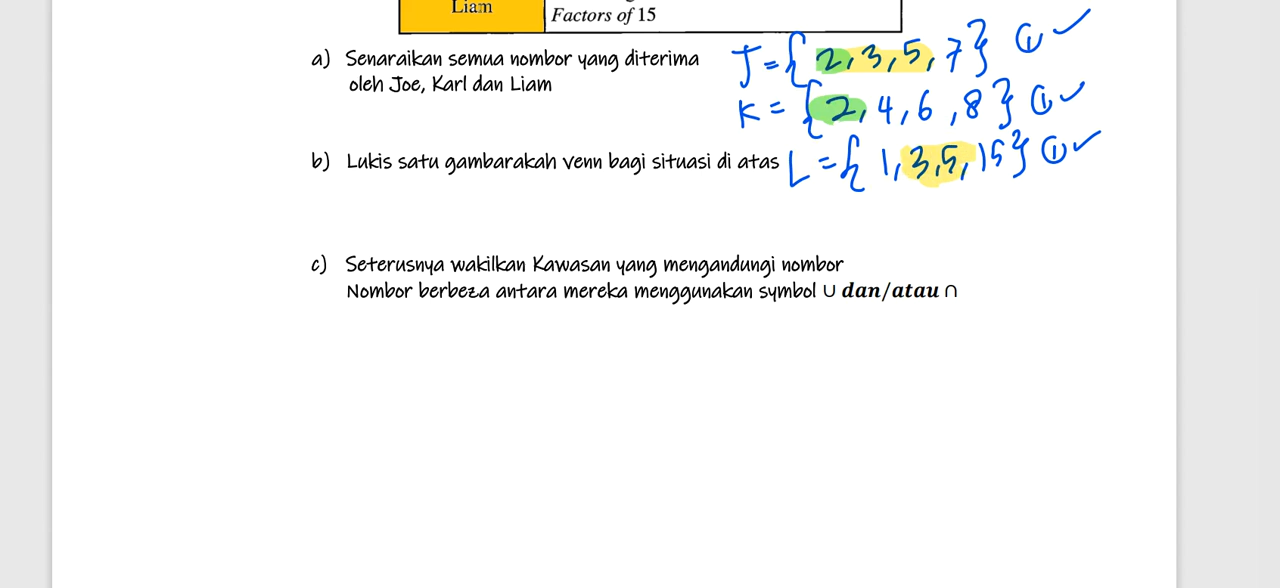 Liam
Factors of 15
a) Senaraikan semua nombor yang diterima
oleh Joe, Karl dan Liam
J = { 2, 3, 5, 7 } ① ✓
K = { 2, 4, 6, 8 } ① ✓
b) Lukis satu gambarakah venn bagi situasi di atas
L = { 1, 3, 5, 15 } ① ✓
c) Seterusnya wakilkan Kawasan yang mengandungi nombor
Nombor berbeza antara mereka menggunakan symbol ∪ dan/atau ∩